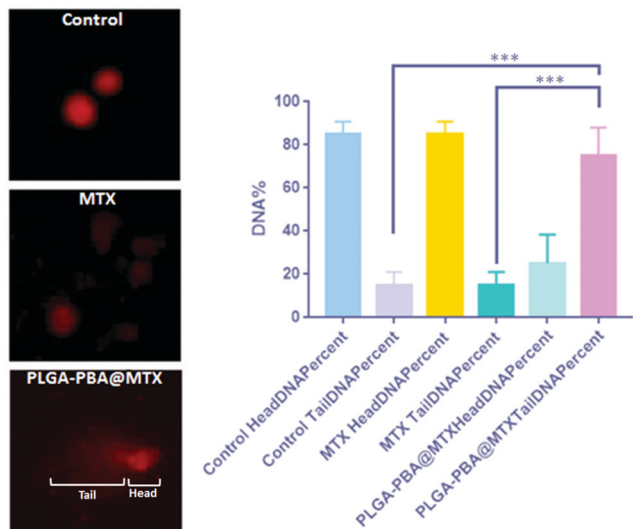 Control
MTX
PLGA-PBA@MTX
Tail
Head
***
***
100
80
60
40
20
0
DNA%
Control HeadDNAPercent
Control TailDNAPercent
MTX HeadDNAPercent
MTX TailDNAPercent
PLGA-PBA@MTXHeadDNAPercent
PLGA-PBA@MTXTailDNAPercent